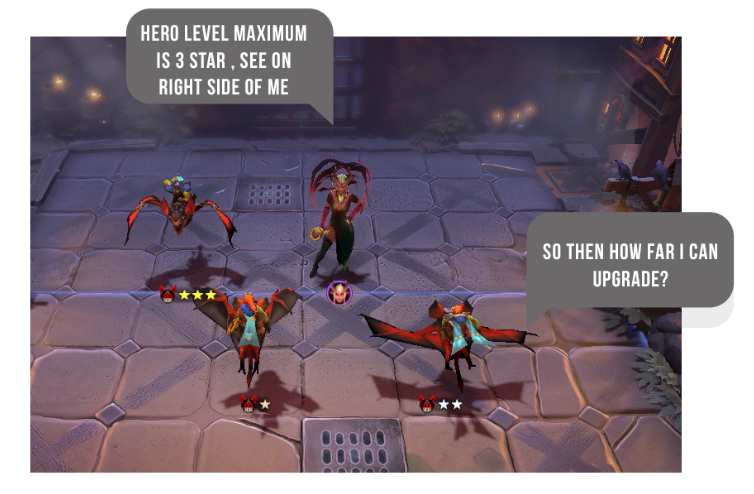 HERO LEVEL MAXIMUM
IS 3 STAR , SEE ON
RIGHT SIDE OF ME
SO THEN HOW FAR I CAN
UPGRADE?